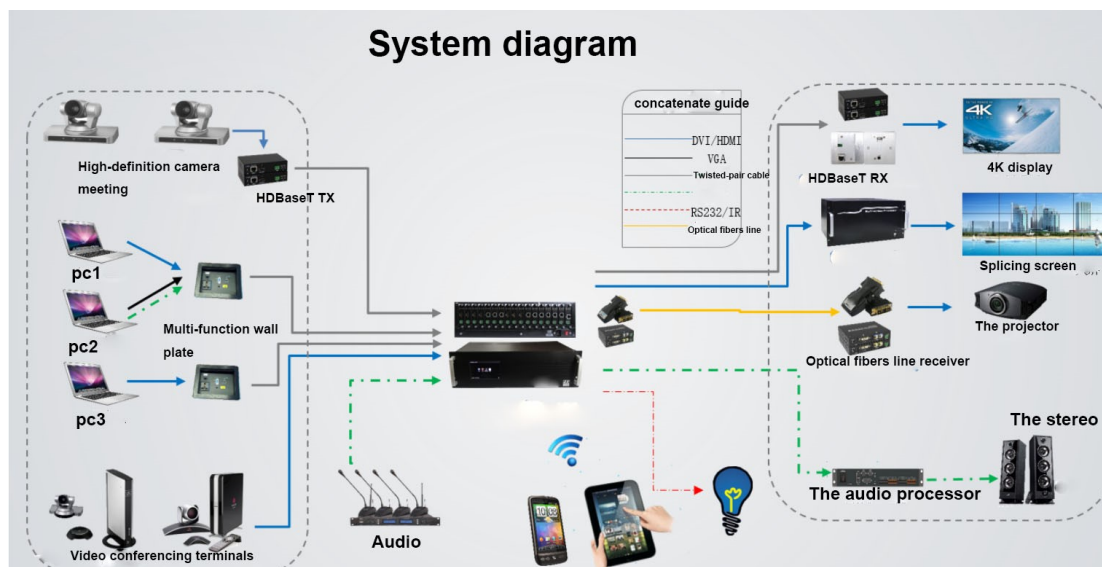 System diagram
concatenate guide
DVI/HDMI
VGA
Twisted-pair cable
RS232/IR
Optical fibers line
High-definition camera
meeting
HDBaseT TX
pc1
pc2
Multi-function wall
plate
pc3
Video conferencing terminals
Audio
HDBaseT RX
4K
4K display
Splicing screen
The projector
Optical fibers line receiver
The stereo
The audio processor